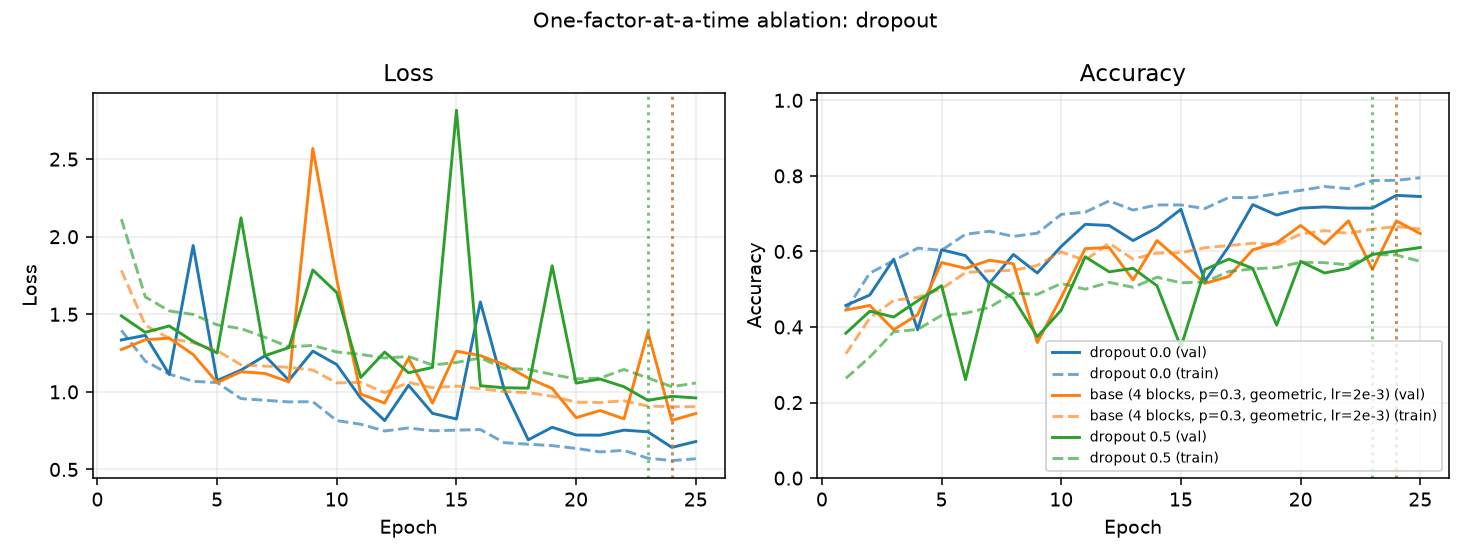 One-factor-at-a-time ablation: dropout
Loss
Loss
2.5
2.0
1.5
1.0
0.5
0
5
10
15
20
25
Epoch
Accuracy
Accuracy
1.0
0.8
0.6
0.4
0.2
0.0
0
5
10
15
20
25
Epoch
dropout 0.0 (val)
dropout 0.0 (train)
base (4 blocks, p=0.3, geometric, lr=2e-3) (val)
base (4 blocks, p=0.3, geometric, lr=2e-3) (train)
dropout 0.5 (val)
dropout 0.5 (train)